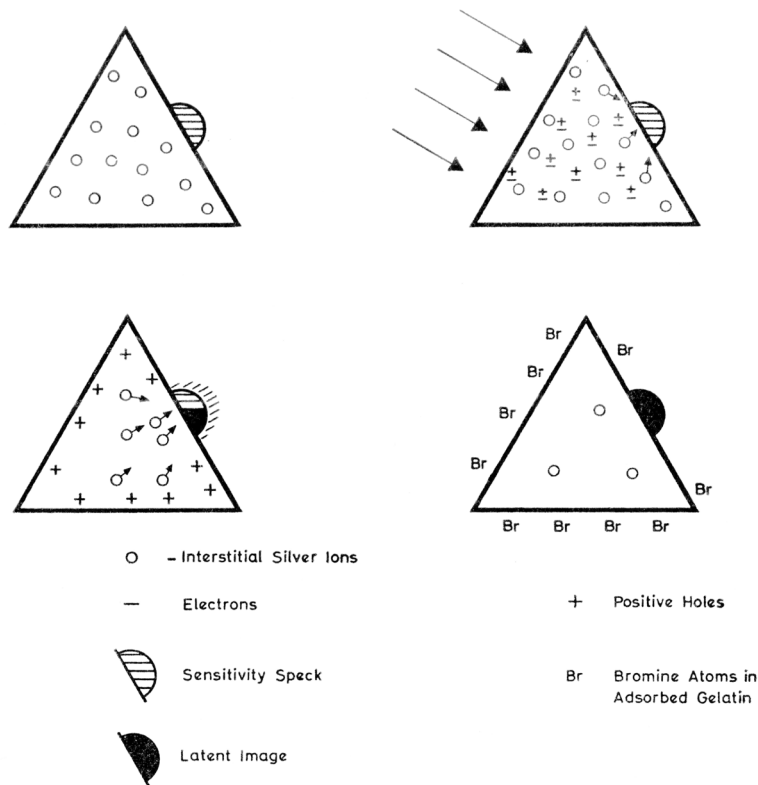 Br
Br
Br
Br
Br
Br
Br Br Br Br
– Interstitial Silver Ions
– Electrons
+ Positive Holes
Sensitivity Speck
Br Bromine Atoms in
Adsorbed Gelatin
Latent Image